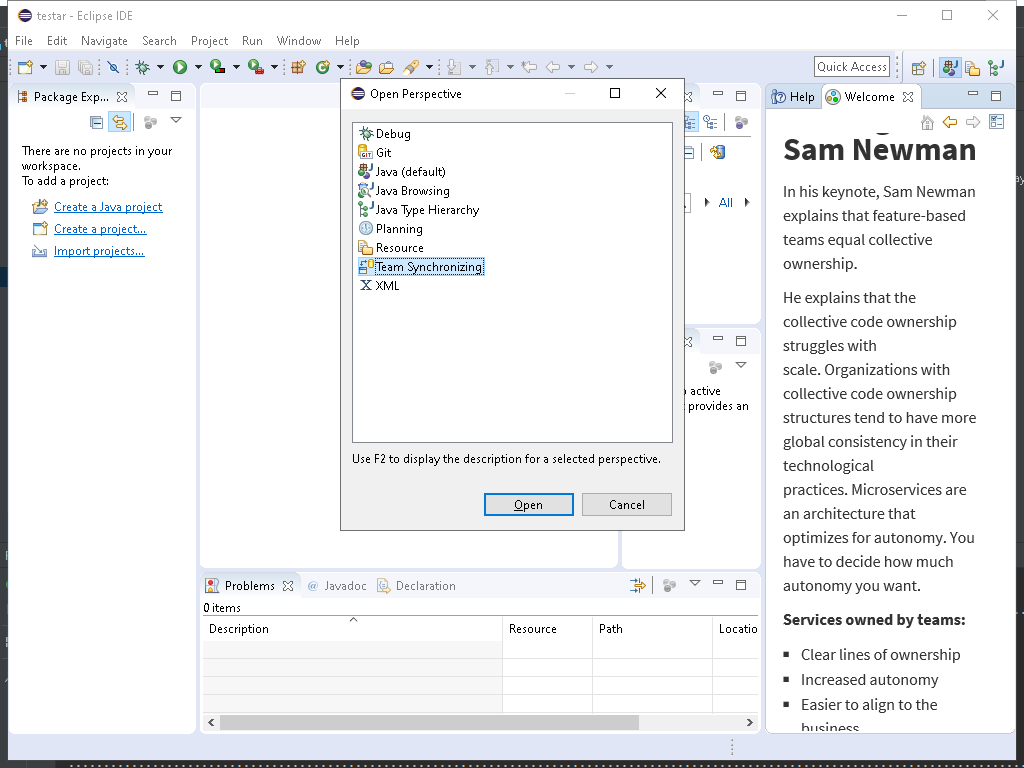 testar - Eclipse IDE
File Edit Navigate Search Project Run Window Help
Quick Access
Package Exp...
There are no projects in your
workspace.
To add a project:
Create a Java project
Create a project...
Import projects...
Open Perspective
Debug
GIT
Git
Java (default)
Java Browsing
Java Type Hierarchy
Planning
Resource
Team Synchronizing
XML
Use F2 to display the description for a selected perspective.
Open Cancel
All
active
provides an
Problems @ Javadoc Declaration
0 items
Description Resource Path Locatio
Help Welcome
Sam Newman
In his keynote, Sam Newman
explains that feature-based
teams equal collective
ownership.
He explains that the
collective code ownership
struggles with
scale. Organizations with
collective code ownership
structures tend to have more
global consistency in their
technological
practices. Microservices are
an architecture that
optimizes for autonomy. You
have to decide how much
autonomy you want.
Services owned by teams:
▪ Clear lines of ownership
▪ Increased autonomy
▪ Easier to align to the
business